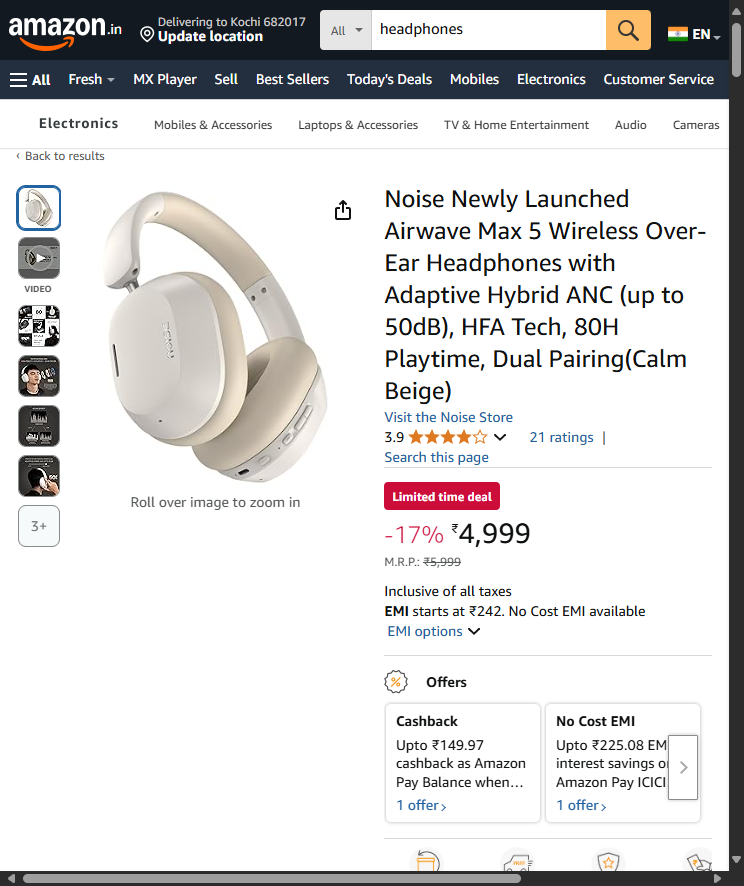 amazon.in
Delivering to Kochi 682017
Update location
All
headphones
EN
All
Fresh
MX Player
Sell
Best Sellers
Today's Deals
Mobiles
Electronics
Customer Service
Electronics
Mobiles & Accessories
Laptops & Accessories
TV & Home Entertainment
Audio
Cameras
‹ Back to results
VIDEO
3+
noise
Roll over image to zoom in
Noise Newly Launched
Airwave Max 5 Wireless Over-
Ear Headphones with
Adaptive Hybrid ANC (up to
50dB), HFA Tech, 80H
Playtime, Dual Pairing(Calm
Beige)
Visit the Noise Store
3.9
21 ratings |
Search this page
Limited time deal
-17% ₹4,999
M.R.P.: ₹5,999
Inclusive of all taxes
EMI starts at ₹242. No Cost EMI available
EMI options
Offers
Cashback
Upto ₹149.97
cashback as Amazon
Pay Balance when…
1 offer ›
No Cost EMI
Upto ₹225.08 EM
interest savings o
Amazon Pay ICICI
1 offer ›